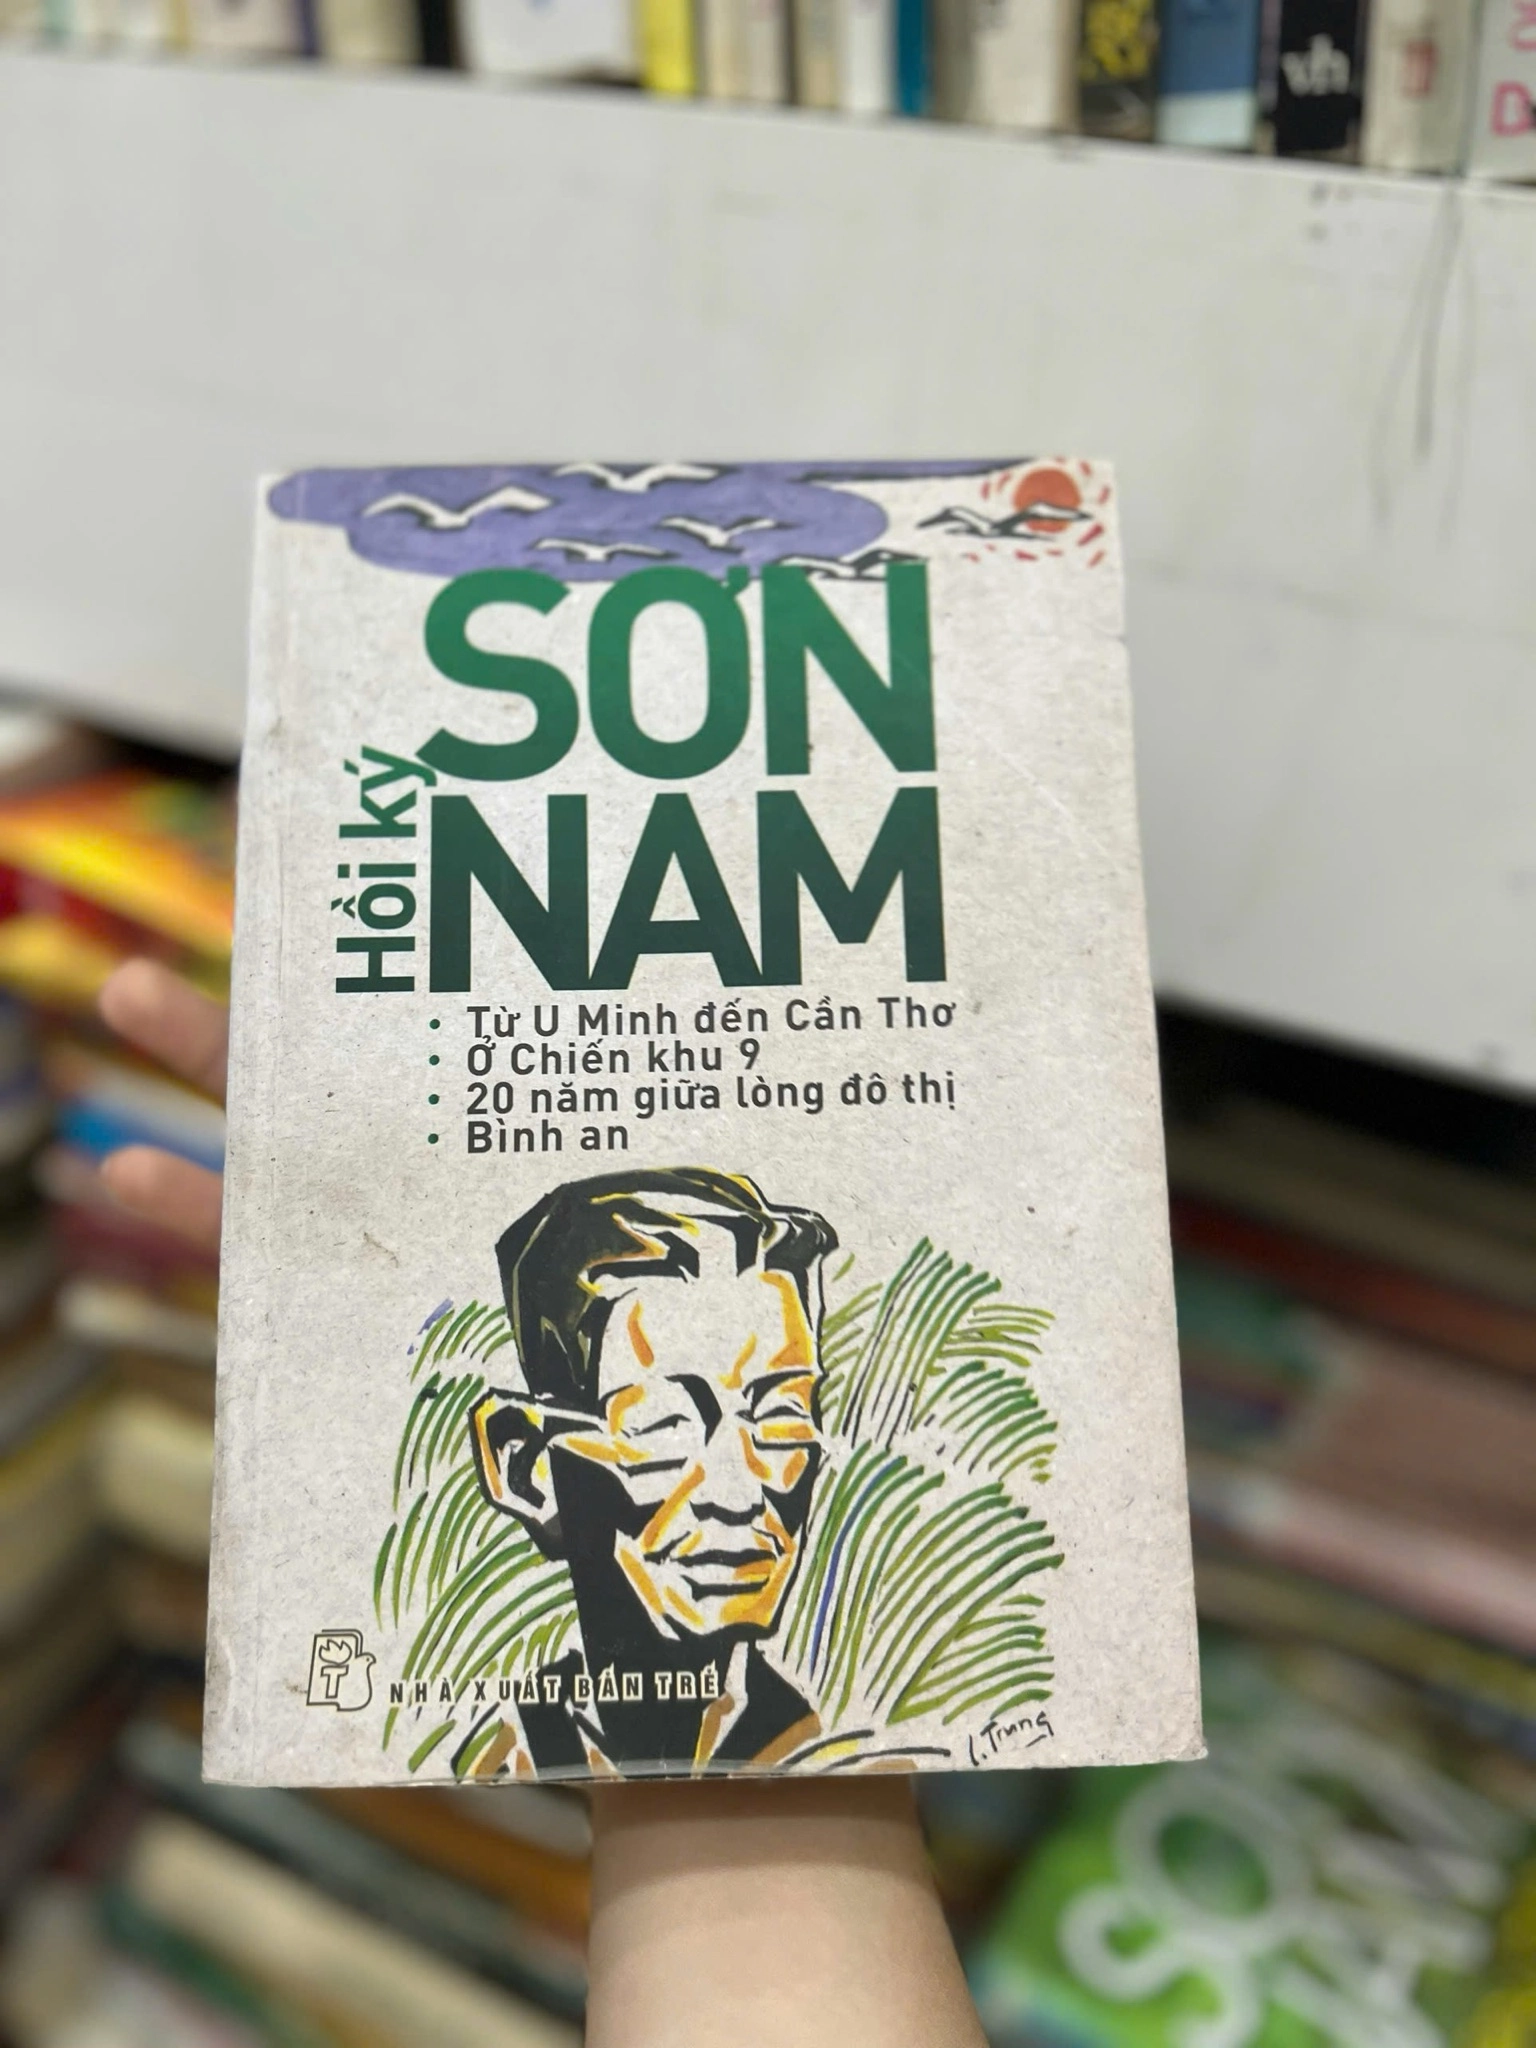 vh
Hồi ký
SƠN
NAM
• Từ U Minh đến Cần Thơ
• Ở Chiến khu 9
• 20 năm giữa lòng đô thị
• Bình an
T
NHÀ XUẤT BẢN TRẺ